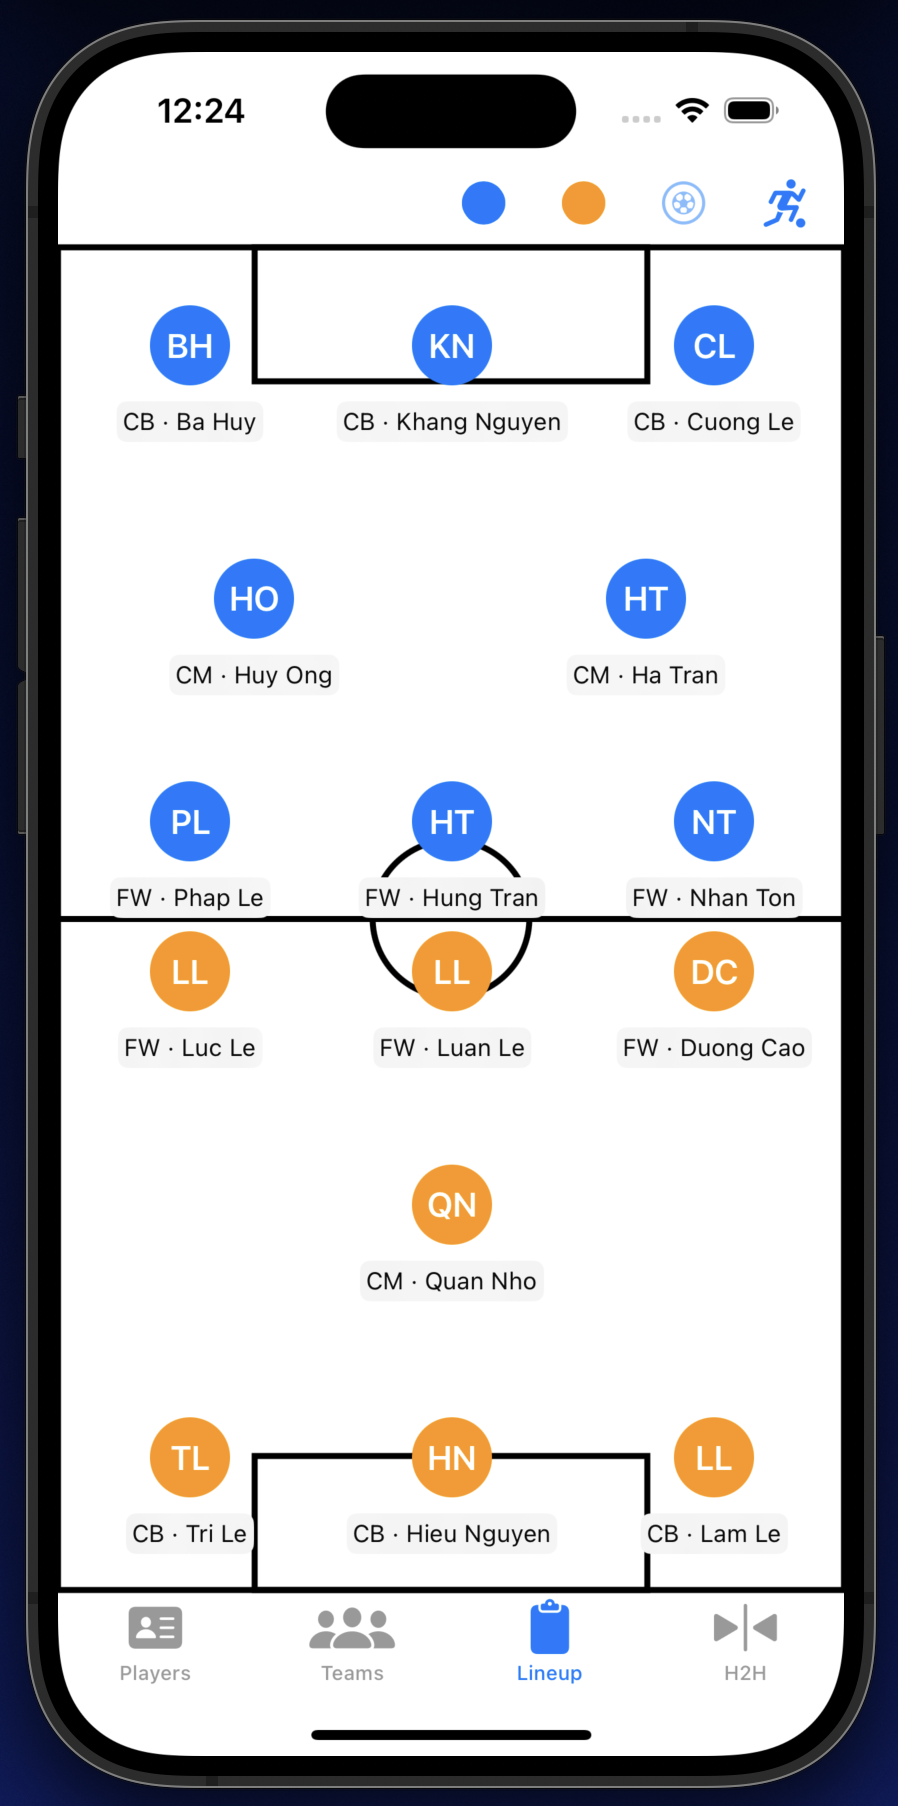 12:24
BH KN CL
CB · Ba Huy CB · Khang Nguyen CB · Cuong Le
HO HT
CM · Huy Ong CM · Ha Tran
PL HT NT
FW · Phap Le FW · Hung Tran FW · Nhan Ton
LL LL DC
FW · Luc Le FW · Luan Le FW · Duong Cao
QN
CM · Quan Nho
TL HN LL
CB · Tri Le CB · Hieu Nguyen CB · Lam Le
Players Teams Lineup H2H